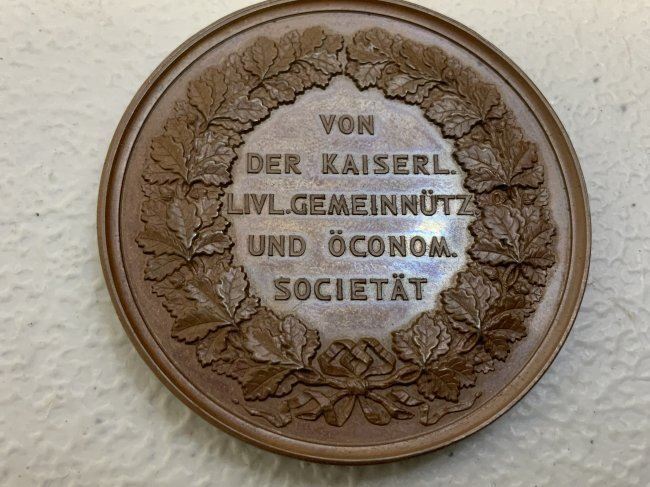 VON
DER KAISERL.
LIVL. GEMEINNÜTZ
UND ÖCONOM.
SOCIETÄT